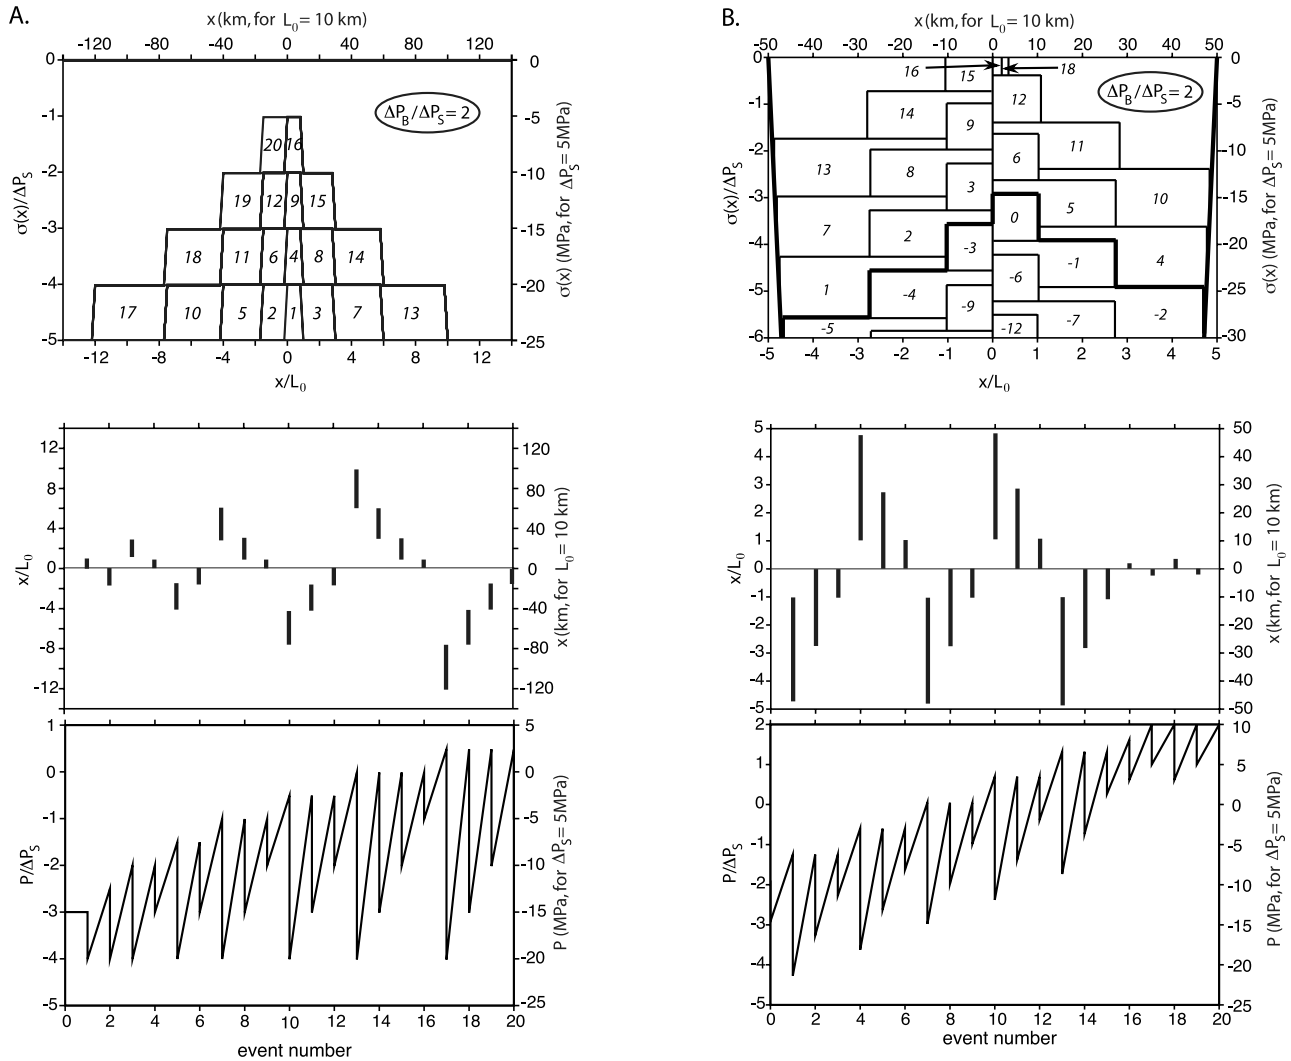 A.
x (km, for L₀ = 10 km)
-120 -80 -40 0 40 80 120
0 -1 -2 -3 -4 -5
σ(x)/ΔP_S
ΔP_B/ΔP_S = 2
20 16
19 12 9 15
18 11 6 4 8 14
17 10 5 2 1 3 7 13
0 -5 -10 -15 -20 -25
σ(x) (MPa, for ΔP_S = 5MPa)
-12 -8 -4 0 4 8 12
x/L₀
B.
x (km, for L₀ = 10 km)
-50 -40 -30 -20 -10 0 10 20 30 40 50
0 -1 -2 -3 -4 -5 -6
σ(x)/ΔP_S
ΔP_B/ΔP_S = 2
16 15 18
14 12
9 11
13 8 6
3 5 10
7 2 0
-3 -1 4
1 -4 -6
-9 -7 -2
-5 -12
0 -5 -10 -15 -20 -25 -30
σ(x) (MPa, for ΔP_S = 5MPa)
-5 -4 -3 -2 -1 0 1 2 3 4 5
x/L₀
12 8 4 0 -4 -8 -12
x/L₀
120 80 40 0 -40 -80 -120
x (km, for L₀ = 10 km)
5 4 3 2 1 0 -1 -2 -3 -4 -5
x/L₀
50 40 30 20 10 0 -10 -20 -30 -40 -50
x (km, for L₀ = 10 km)
1 0 -1 -2 -3 -4 -5
P/ΔP_S
5 0 -5 -10 -15 -20 -25
P (MPa, for ΔP_S = 5MPa)
0 2 4 6 8 10 12 14 16 18 20
event number
2 1 0 -1 -2 -3 -4 -5
P/ΔP_S
10 5 0 -5 -10 -15 -20 -25
P (MPa, for ΔP_S = 5MPa)
0 2 4 6 8 10 12 14 16 18 20
event number